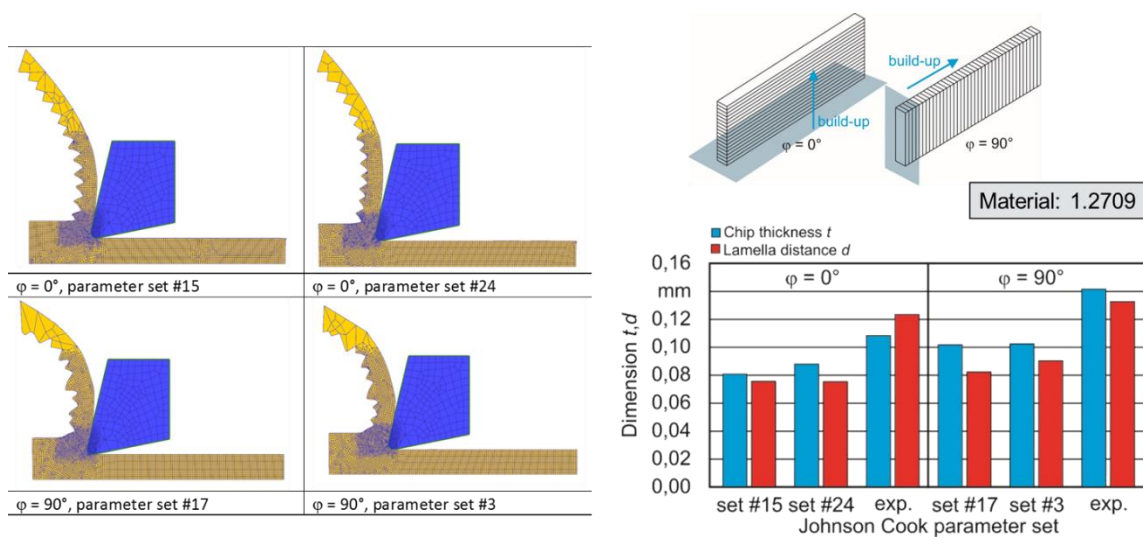 φ = 0°, parameter set #15
φ = 0°, parameter set #24
φ = 90°, parameter set #17
φ = 90°, parameter set #3
build-up
build-up
φ = 0°
φ = 90°
Material: 1.2709
Chip thickness t
Lamella distance d
0,16
mm
0,12
0,10
0,08
0,06
0,04
0,02
0,00
Dimension t,d
φ = 0°
φ = 90°
set #15 set #24 exp. set #17 set #3 exp.
Johnson Cook parameter set